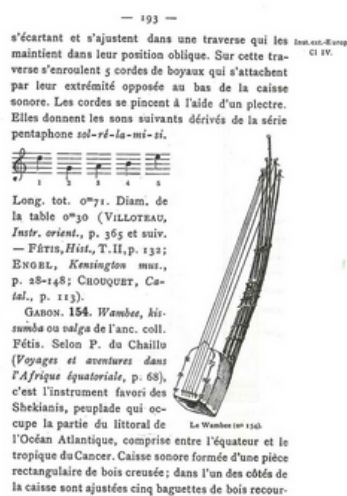 — 193 —
s'écartant et s'ajustent dans une traverse qui les
maintient dans leur position oblique. Sur cette tra-
verse s'enroulent 5 cordes de boyaux qui s'attachent
par leur extrémité opposée au bas de la caisse
sonore. Les cordes se pincent à l'aide d'un plectre.
Elles donnent les sons suivants dérivés de la série
pentaphone sol-ré-la-mi-si.
Inst. ext.-Europ
Cl IV.
1 2 3 4 5
Long. tot. 0m71. Diam. de
la table 0m30 (VILLOTEAU,
Instr. orient., p. 365 et suiv.
— FÉTIS, Hist., T. II, p. 132;
ENGEL, Kensington mus.,
p. 28-148; CHOUQUET, Ca-
tal., p. 113).
GABON. 154. Wambee, kis-
sumba ou valga de l'anc. coll.
Fétis. Selon P. du Chaillu
(Voyages et aventures dans
l'Afrique équatoriale, p. 68),
c'est l'instrument favori des
Shekianis, peuplade qui oc-
cupe la partie du littoral de
Le Wambee (no 154).
l'Océan Atlantique, comprise entre l'équateur et le
tropique du Cancer. Caisse sonore formée d'une pièce
rectangulaire de bois creusée; dans l'un des côtés de
la caisse sont ajustées cinq baguettes de bois recour-